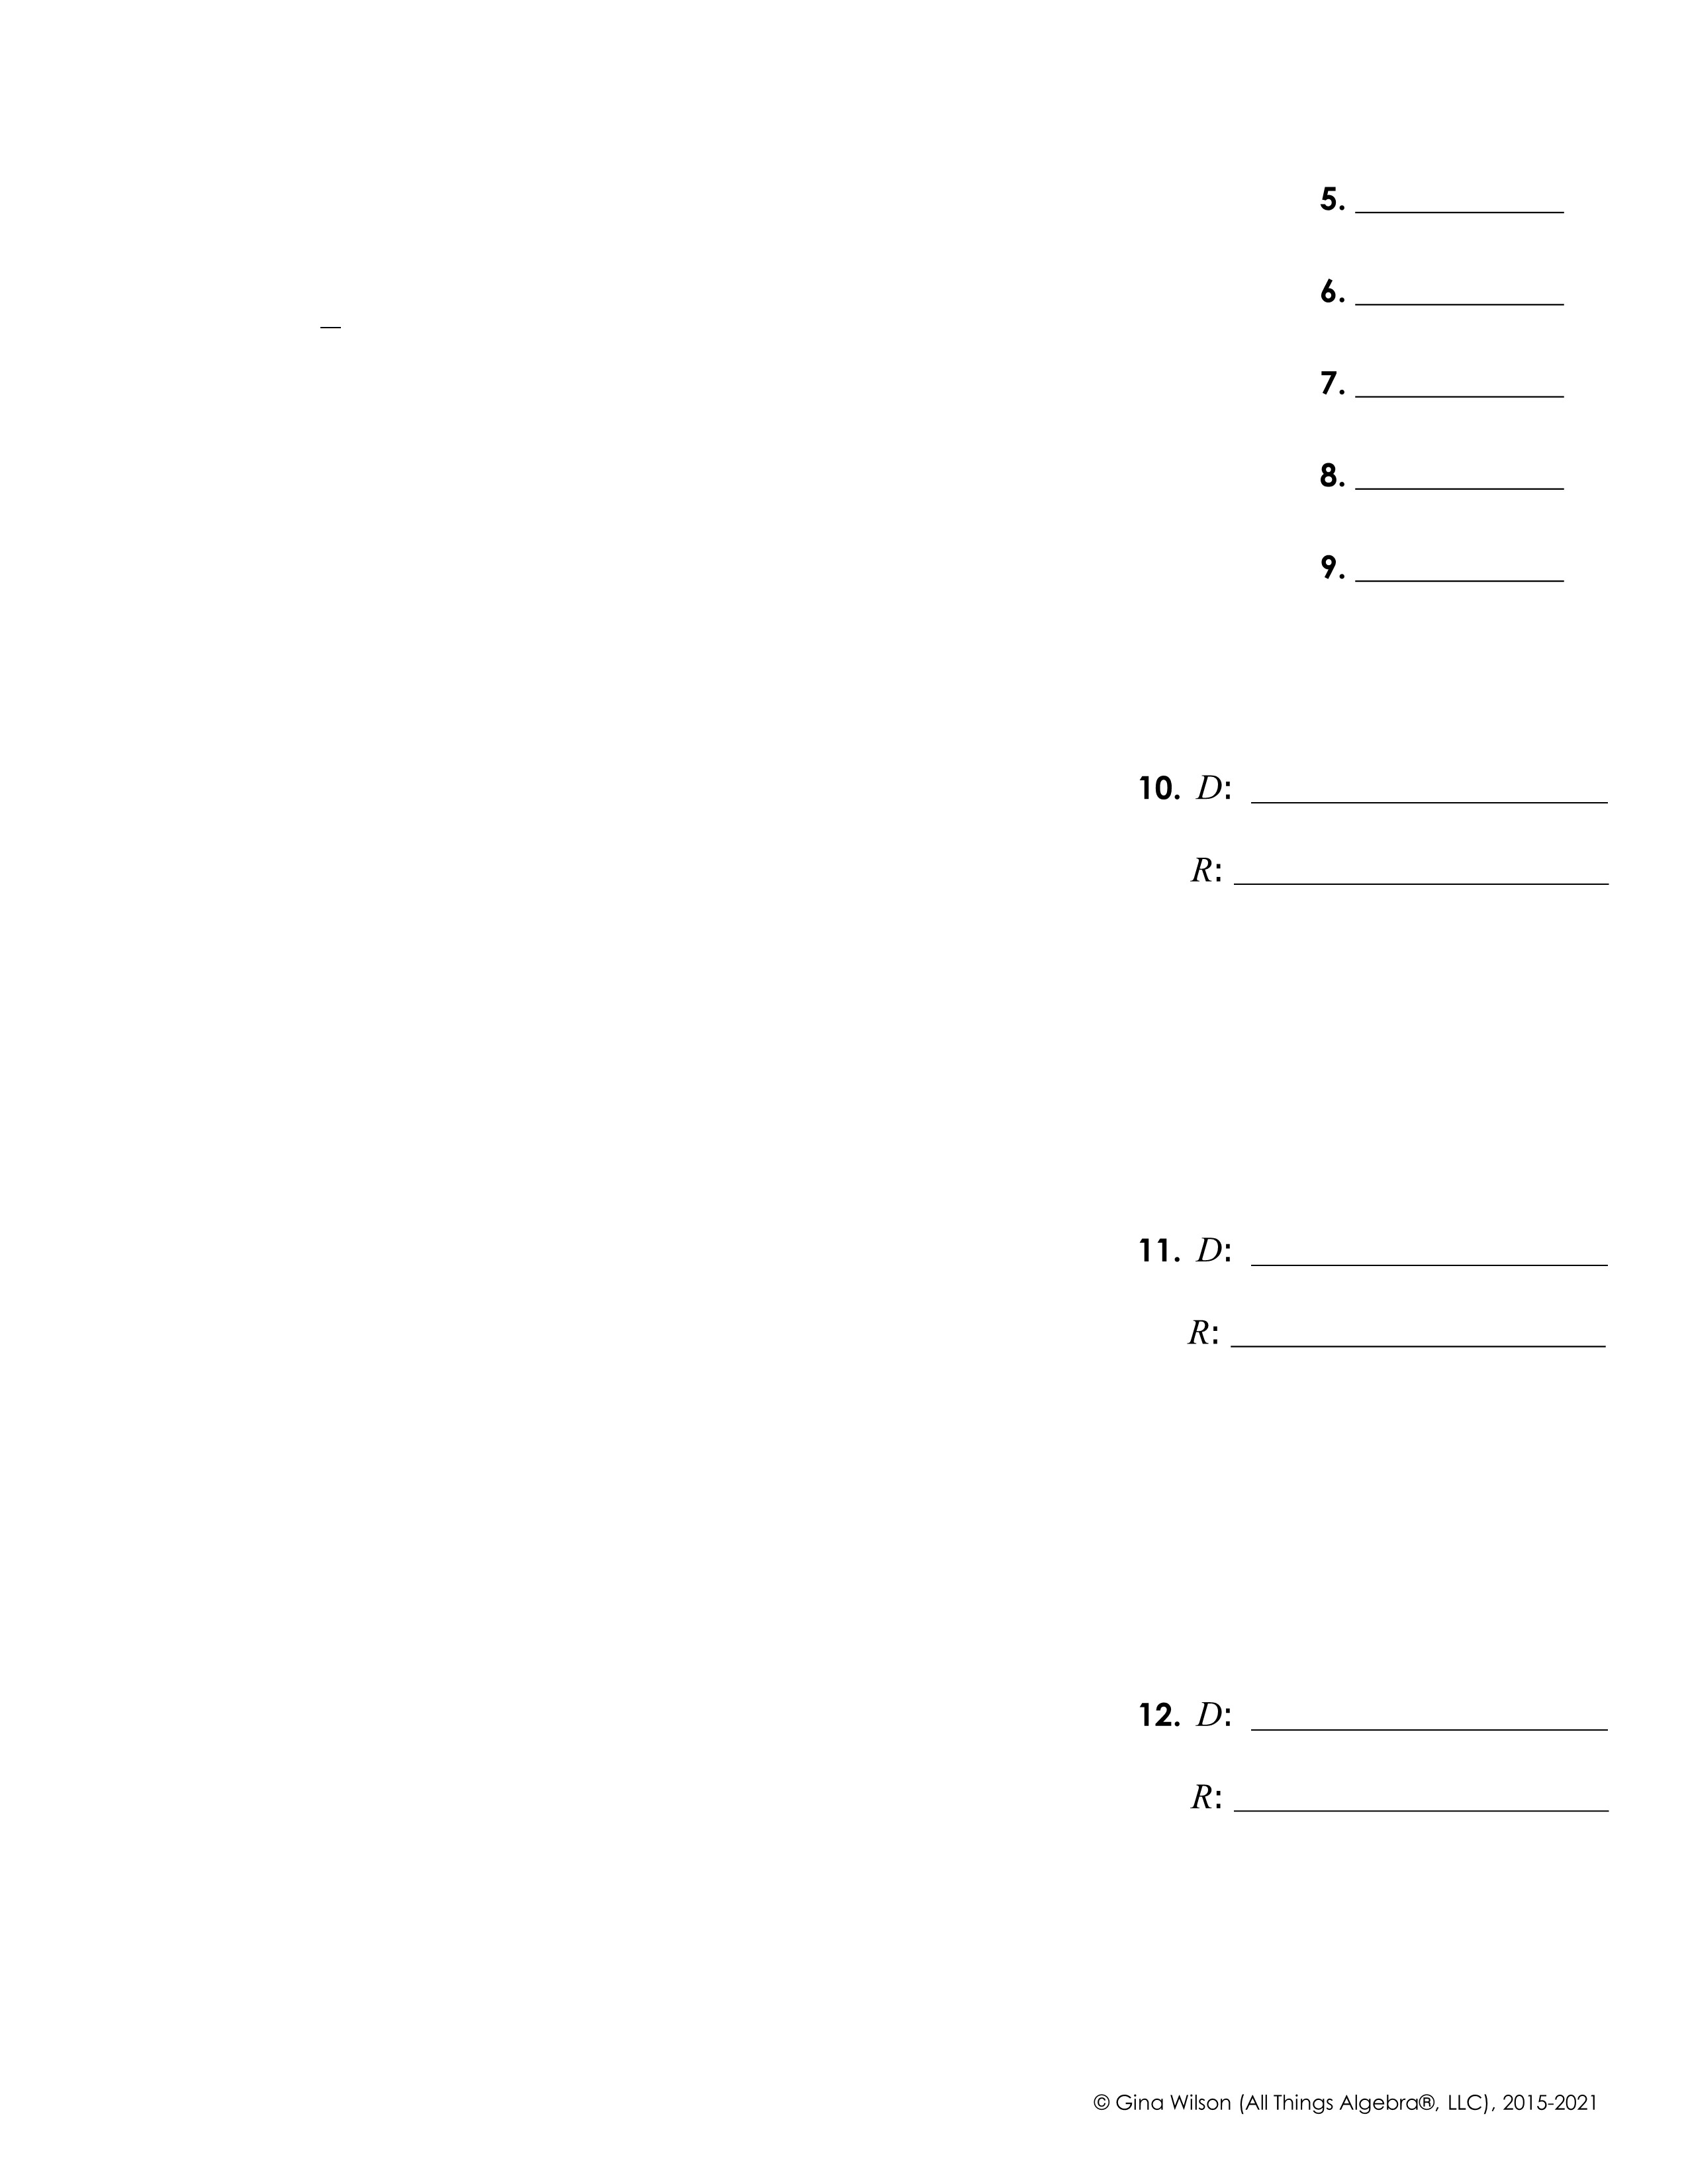 5.
6.
7.
8.
9.
10. D:
R:
11. D:
R:
12. D:
R:
© Gina Wilson (All Things Algebra®, LLC), 2015-2021